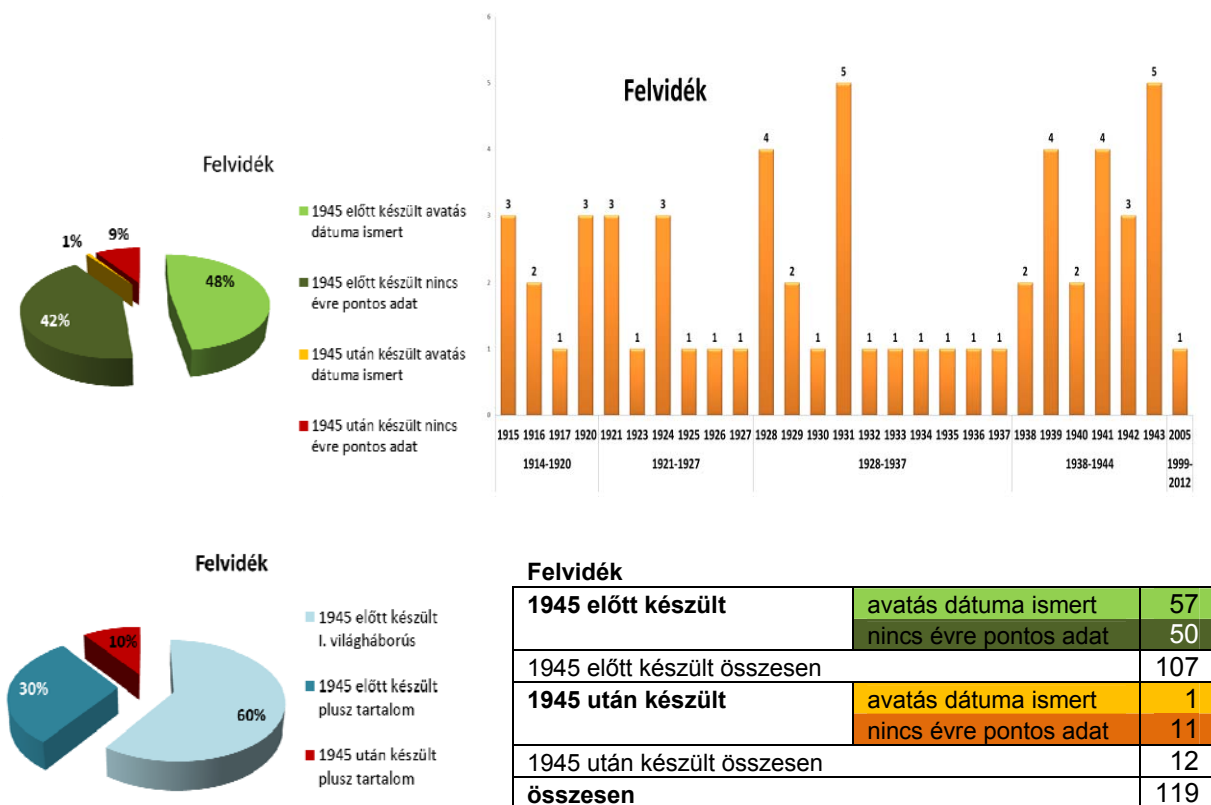 Felvidék
1945 előtt készült avatás
dátuma ismert
1945 előtt készült nincs
évre pontos adat
1945 után készült avatás
dátuma ismert
1945 után készült nincs
évre pontos adat
1%
9%
48%
42%
Felvidék
6
5
4
3
2
1
0
3 2 1 3 3 1 3 1 1 1 4 2 1 5 1 1 1 1 1 1 2 4 2 4 3 5 1
1915 1916 1917 1920 1921 1923 1924 1925 1926 1927 1928 1929 1930 1931 1932 1933 1934 1935 1936 1937 1938 1939 1940 1941 1942 1943 2005
1914-1920 1921-1927 1928-1937 1938-1944 1999-
2012
Felvidék
1945 előtt készült
I. világháborús
1945 előtt készült
plusz tartalom
1945 után készült
plusz tartalom
10%
30%
60%
Felvidék
1945 előtt készült avatás dátuma ismert 57
nincs évre pontos adat 50
1945 előtt készült összesen 107
1945 után készült avatás dátuma ismert 1
nincs évre pontos adat 11
1945 után készült összesen 12
összesen 119